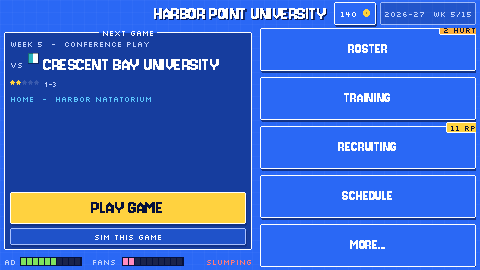 HARBOR POINT UNIVERSITY
140
2026-27 WK 5/15
NEXT GAME
WEEK 5 - CONFERENCE PLAY
VS CRESCENT BAY UNIVERSITY
1-3
HOME - HARBOR NATATORIUM
PLAY GAME
SIM THIS GAME
AD
FANS
SLUMPING
2 HURT
ROSTER
TRAINING
11 RP
RECRUITING
SCHEDULE
MORE...